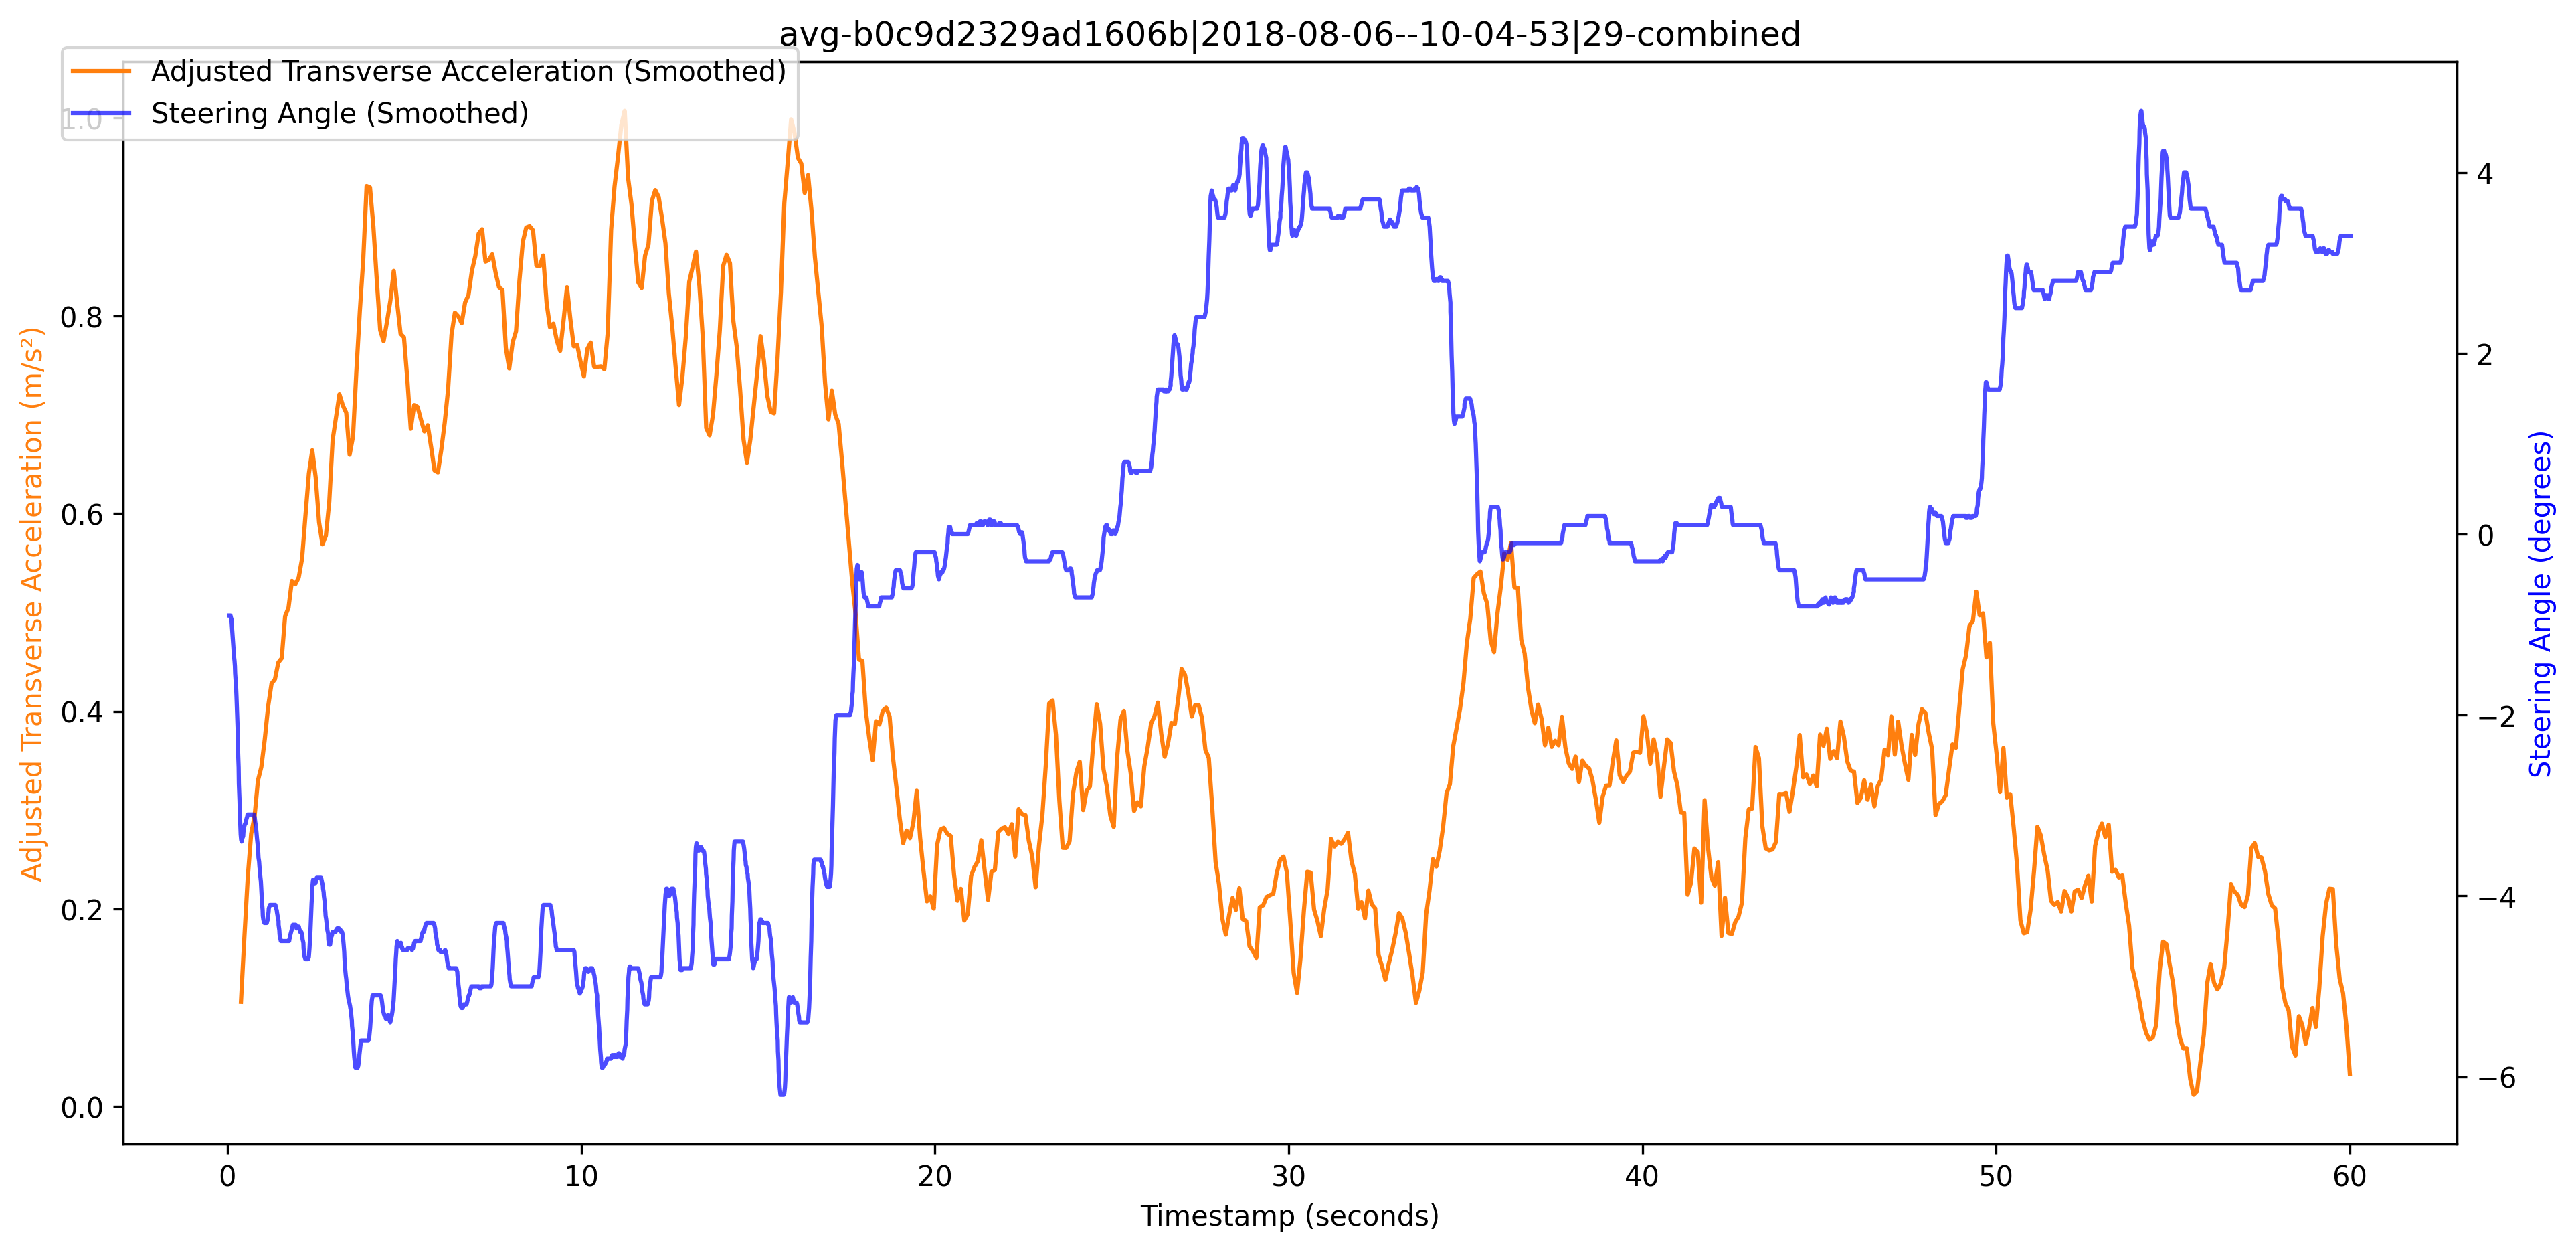 avg-b0c9d2329ad1606b|2018-08-06--10-04-53|29-combined
Adjusted Transverse Acceleration (Smoothed)
Steering Angle (Smoothed)
1.0
0.8
0.6
0.4
0.2
0.0
Adjusted Transverse Acceleration (m/s²)
4
2
0
−2
−4
−6
Steering Angle (degrees)
0 10 20 30 40 50 60
Timestamp (seconds)